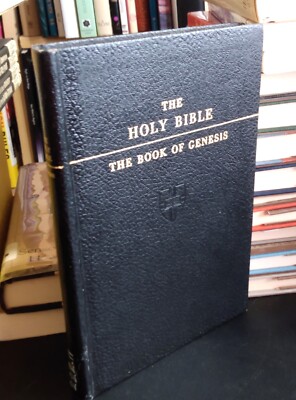 THE
HOLY BIBLE
THE BOOK OF GENESIS